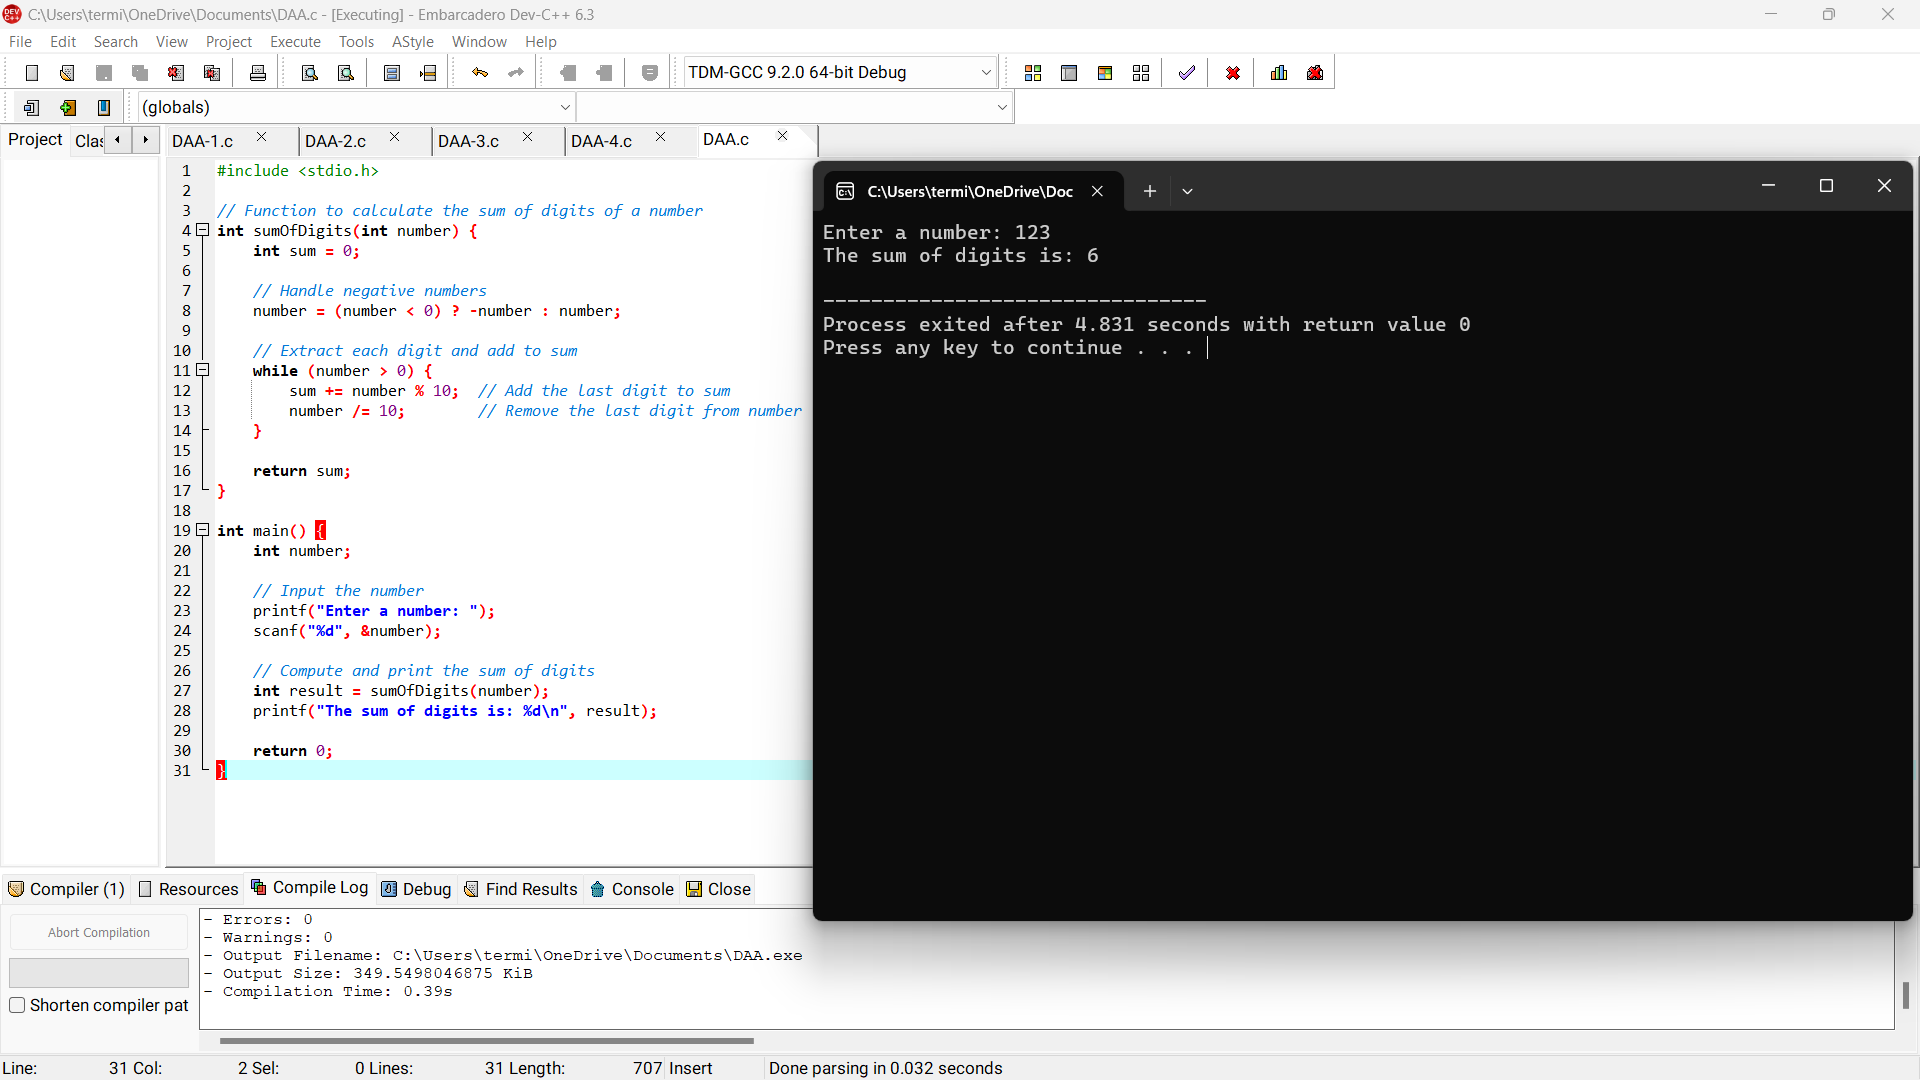 C:\Users\termi\OneDrive\Documents\DAA.c - [Executing] - Embarcadero Dev-C++ 6.3
File Edit Search View Project Execute Tools AStyle Window Help
TDM-GCC 9.2.0 64-bit Debug
(globals)
Project Clas
DAA-1.c DAA-2.c DAA-3.c DAA-4.c DAA.c
1 #include <stdio.h>
2
3 // Function to calculate the sum of digits of a number
4 int sumOfDigits(int number) {
5 int sum = 0;
6
7 // Handle negative numbers
8 number = (number < 0) ? -number : number;
9
10 // Extract each digit and add to sum
11 while (number > 0) {
12 sum += number % 10; // Add the last digit to sum
13 number /= 10; // Remove the last digit from number
14 }
15
16 return sum;
17 }
18
19 int main() {
20 int number;
21
22 // Input the number
23 printf("Enter a number: ");
24 scanf("%d", &number);
25
26 // Compute and print the sum of digits
27 int result = sumOfDigits(number);
28 printf("The sum of digits is: %d\n", result);
29
30 return 0;
31 }
C:\Users\termi\OneDrive\Doc
Enter a number: 123
The sum of digits is: 6
--------------------------------
Process exited after 4.831 seconds with return value 0
Press any key to continue . . .
Compiler (1) Resources Compile Log Debug Find Results Console Close
Abort Compilation
Shorten compiler pat
- Errors: 0
- Warnings: 0
- Output Filename: C:\Users\termi\OneDrive\Documents\DAA.exe
- Output Size: 349.5498046875 KiB
- Compilation Time: 0.39s
Line: 31 Col: 2 Sel: 0 Lines: 31 Length: 707 Insert Done parsing in 0.032 seconds